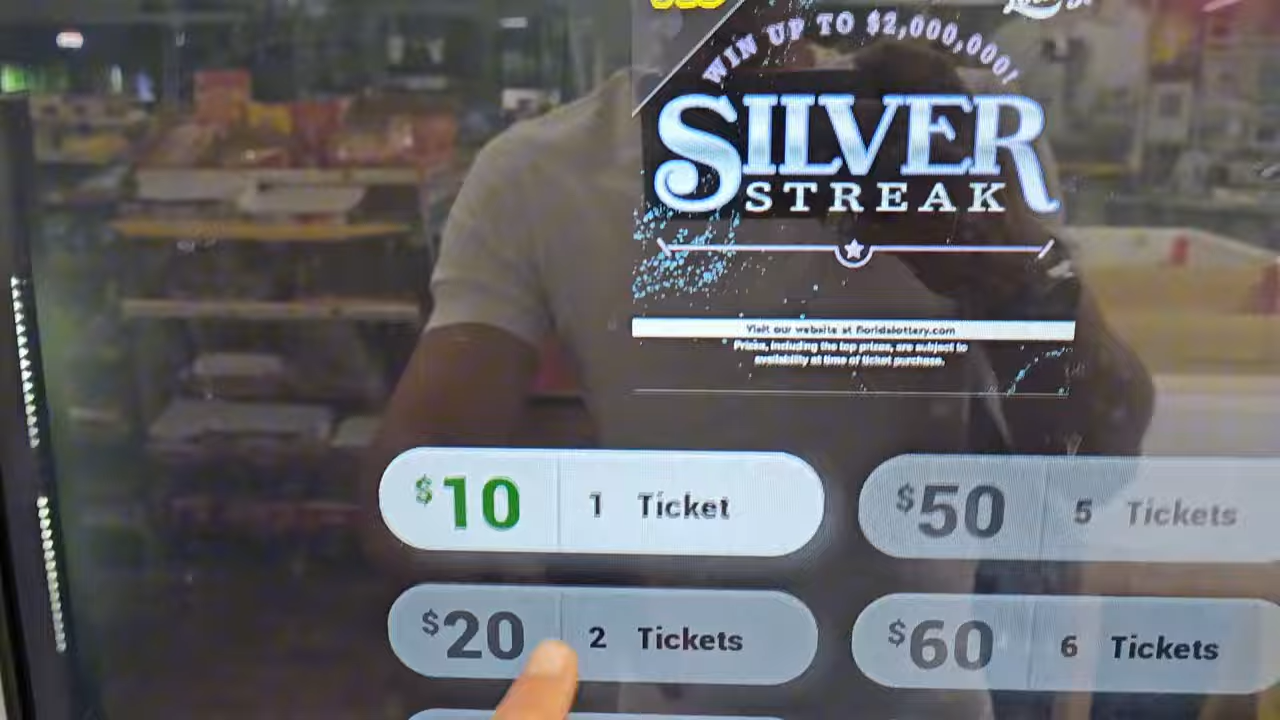 WIN UP TO $2,000,000!
SILVER
STREAK
Visit our website at floridalottery.com
Prizes, including the top prizes, are subject to
availability at time of ticket purchase.
$10 1 Ticket
$50 5 Tickets
$20 2 Tickets
$60 6 Tickets